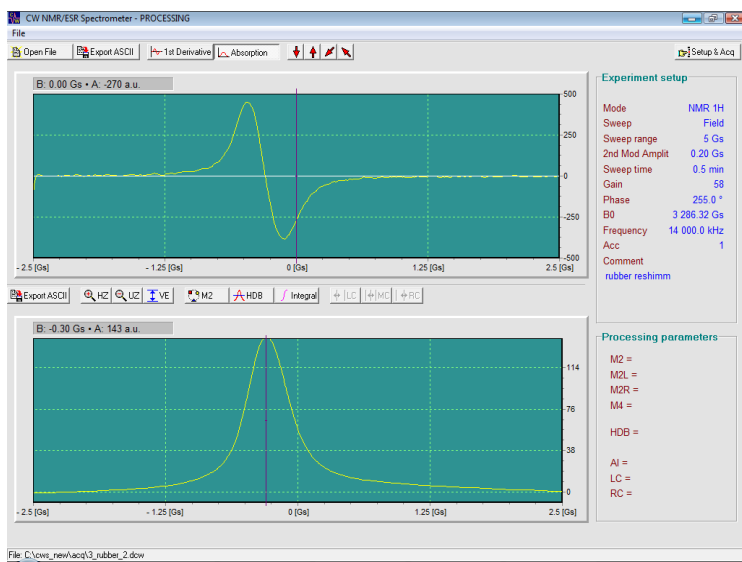 CW NMR/ESR Spectrometer - PROCESSING
File
Open File Export ASCII 1st Derivative Absorption Setup & Acq
B: 0.00 Gs • A: -270 a.u.
500
250
0
-250
-500
- 2.5 [Gs] - 1.25 [Gs] 0 [Gs] 1.25 [Gs] 2.5 [Gs]
Export ASCII HZ UZ VE M2 HDB Integral LC MC RC
B: -0.30 Gs • A: 143 a.u.
114
76
38
0
- 2.5 [Gs] - 1.25 [Gs] 0 [Gs] 1.25 [Gs] 2.5 [Gs]
Experiment setup
Mode NMR 1H
Sweep Field
Sweep range 5 Gs
2nd Mod Amplit 0.20 Gs
Sweep time 0.5 min
Gain 58
Phase 255.0 °
B0 3 286.32 Gs
Frequency 14 000.0 kHz
Acc 1
Comment
rubber reshimm
Processing parameters
M2 =
M2L =
M2R =
M4 =
HDB =
AI =
LC =
RC =
File: C:\cws_new\acq\3_rubber_2.dcw